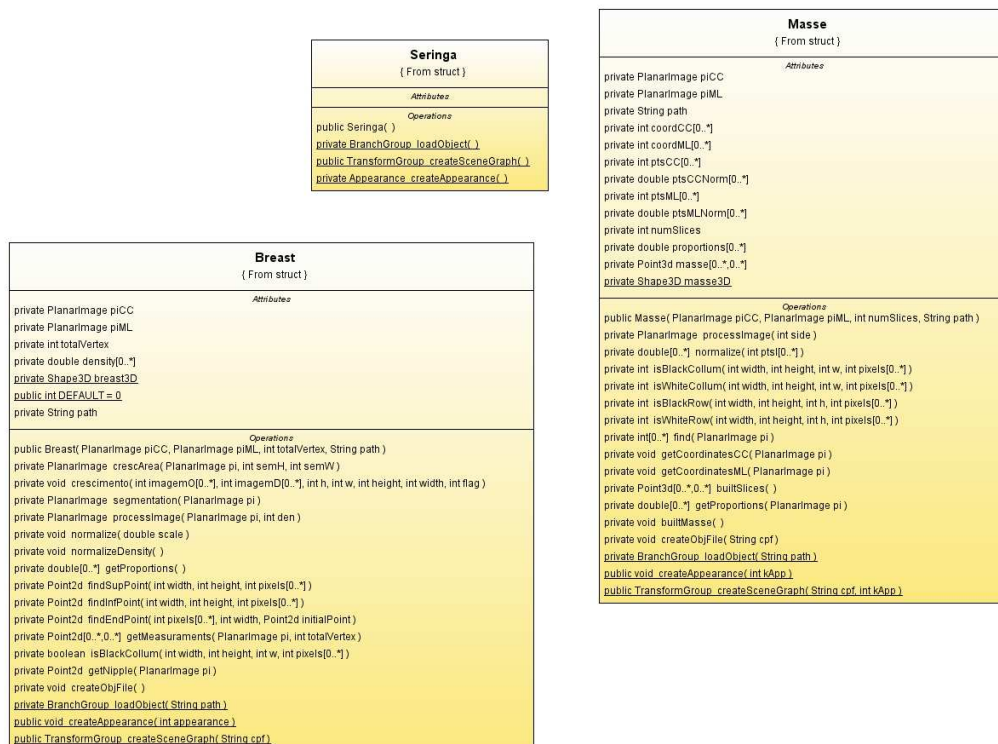 Seringa
{ From struct }
Attributes
Operations
public Seringa( )
private BranchGroup loadObject( )
public TransformGroup createSceneGraph( )
private Appearance createAppearance( )
Masse
{ From struct }
Attributes
private PlanarImage piCC
private PlanarImage piML
private String path
private int coordCC[0..*]
private int coordML[0..*]
private int ptsCC[0..*]
private double ptsCCNorm[0..*]
private int ptsML[0..*]
private double ptsMLNorm[0..*]
private int numSlices
private double proportions[0..*]
private Point3d masse[0..*,0..*]
private Shape3D masse3D
Operations
public Masse( PlanarImage piCC, PlanarImage piML, int numSlices, String path )
private PlanarImage processImage( int side )
private double[0..*] normalize( int ptsI[0..*] )
private int isBlackCollum( int width, int height, int w, int pixels[0..*] )
private int isWhiteCollum( int width, int height, int w, int pixels[0..*] )
private int isBlackRow( int width, int height, int h, int pixels[0..*] )
private int isWhiteRow( int width, int height, int h, int pixels[0..*] )
private int[0..*] find( PlanarImage pi )
private void getCoordinatesCC( PlanarImage pi )
private void getCoordinatesML( PlanarImage pi )
private Point3d[0..*,0..*] builtSlices( )
private double[0..*] getProportions( PlanarImage pi )
private void builtMasse( )
private void createObjFile( String cpf )
private BranchGroup loadObject( String path )
public void createAppearance( int kApp )
public TransformGroup createSceneGraph( String cpf, int kApp )
Breast
{ From struct }
Attributes
private PlanarImage piCC
private PlanarImage piML
private int totalVertex
private double density[0..*]
private Shape3D breast3D
public int DEFAULT = 0
private String path
Operations
public Breast( PlanarImage piCC, PlanarImage piML, int totalVertex, String path )
private PlanarImage crescArea( PlanarImage pi, int semH, int semW )
private void crescimento( int imagemO[0..*], int imagemD[0..*], int h, int w, int height, int width, int flag )
private PlanarImage segmentation( PlanarImage pi )
private PlanarImage processImage( PlanarImage pi, int den )
private void normalize( double scale )
private void normalizeDensity( )
private double[0..*] getProportions( )
private Point2d findSupPoint( int width, int height, int pixels[0..*] )
private Point2d findInfPoint( int width, int height, int pixels[0..*] )
private Point2d findEndPoint( int pixels[0..*], int width, Point2d initialPoint )
private Point2d[0..*,0..*] getMeasuraments( PlanarImage pi, int totalVertex )
private boolean isBlackCollum( int width, int height, int w, int pixels[0..*] )
private Point2d getNipple( PlanarImage pi )
private void createObjFile( )
private BranchGroup loadObject( String path )
public void createAppearance( int appearance )
public TransformGroup createSceneGraph( String cpf )